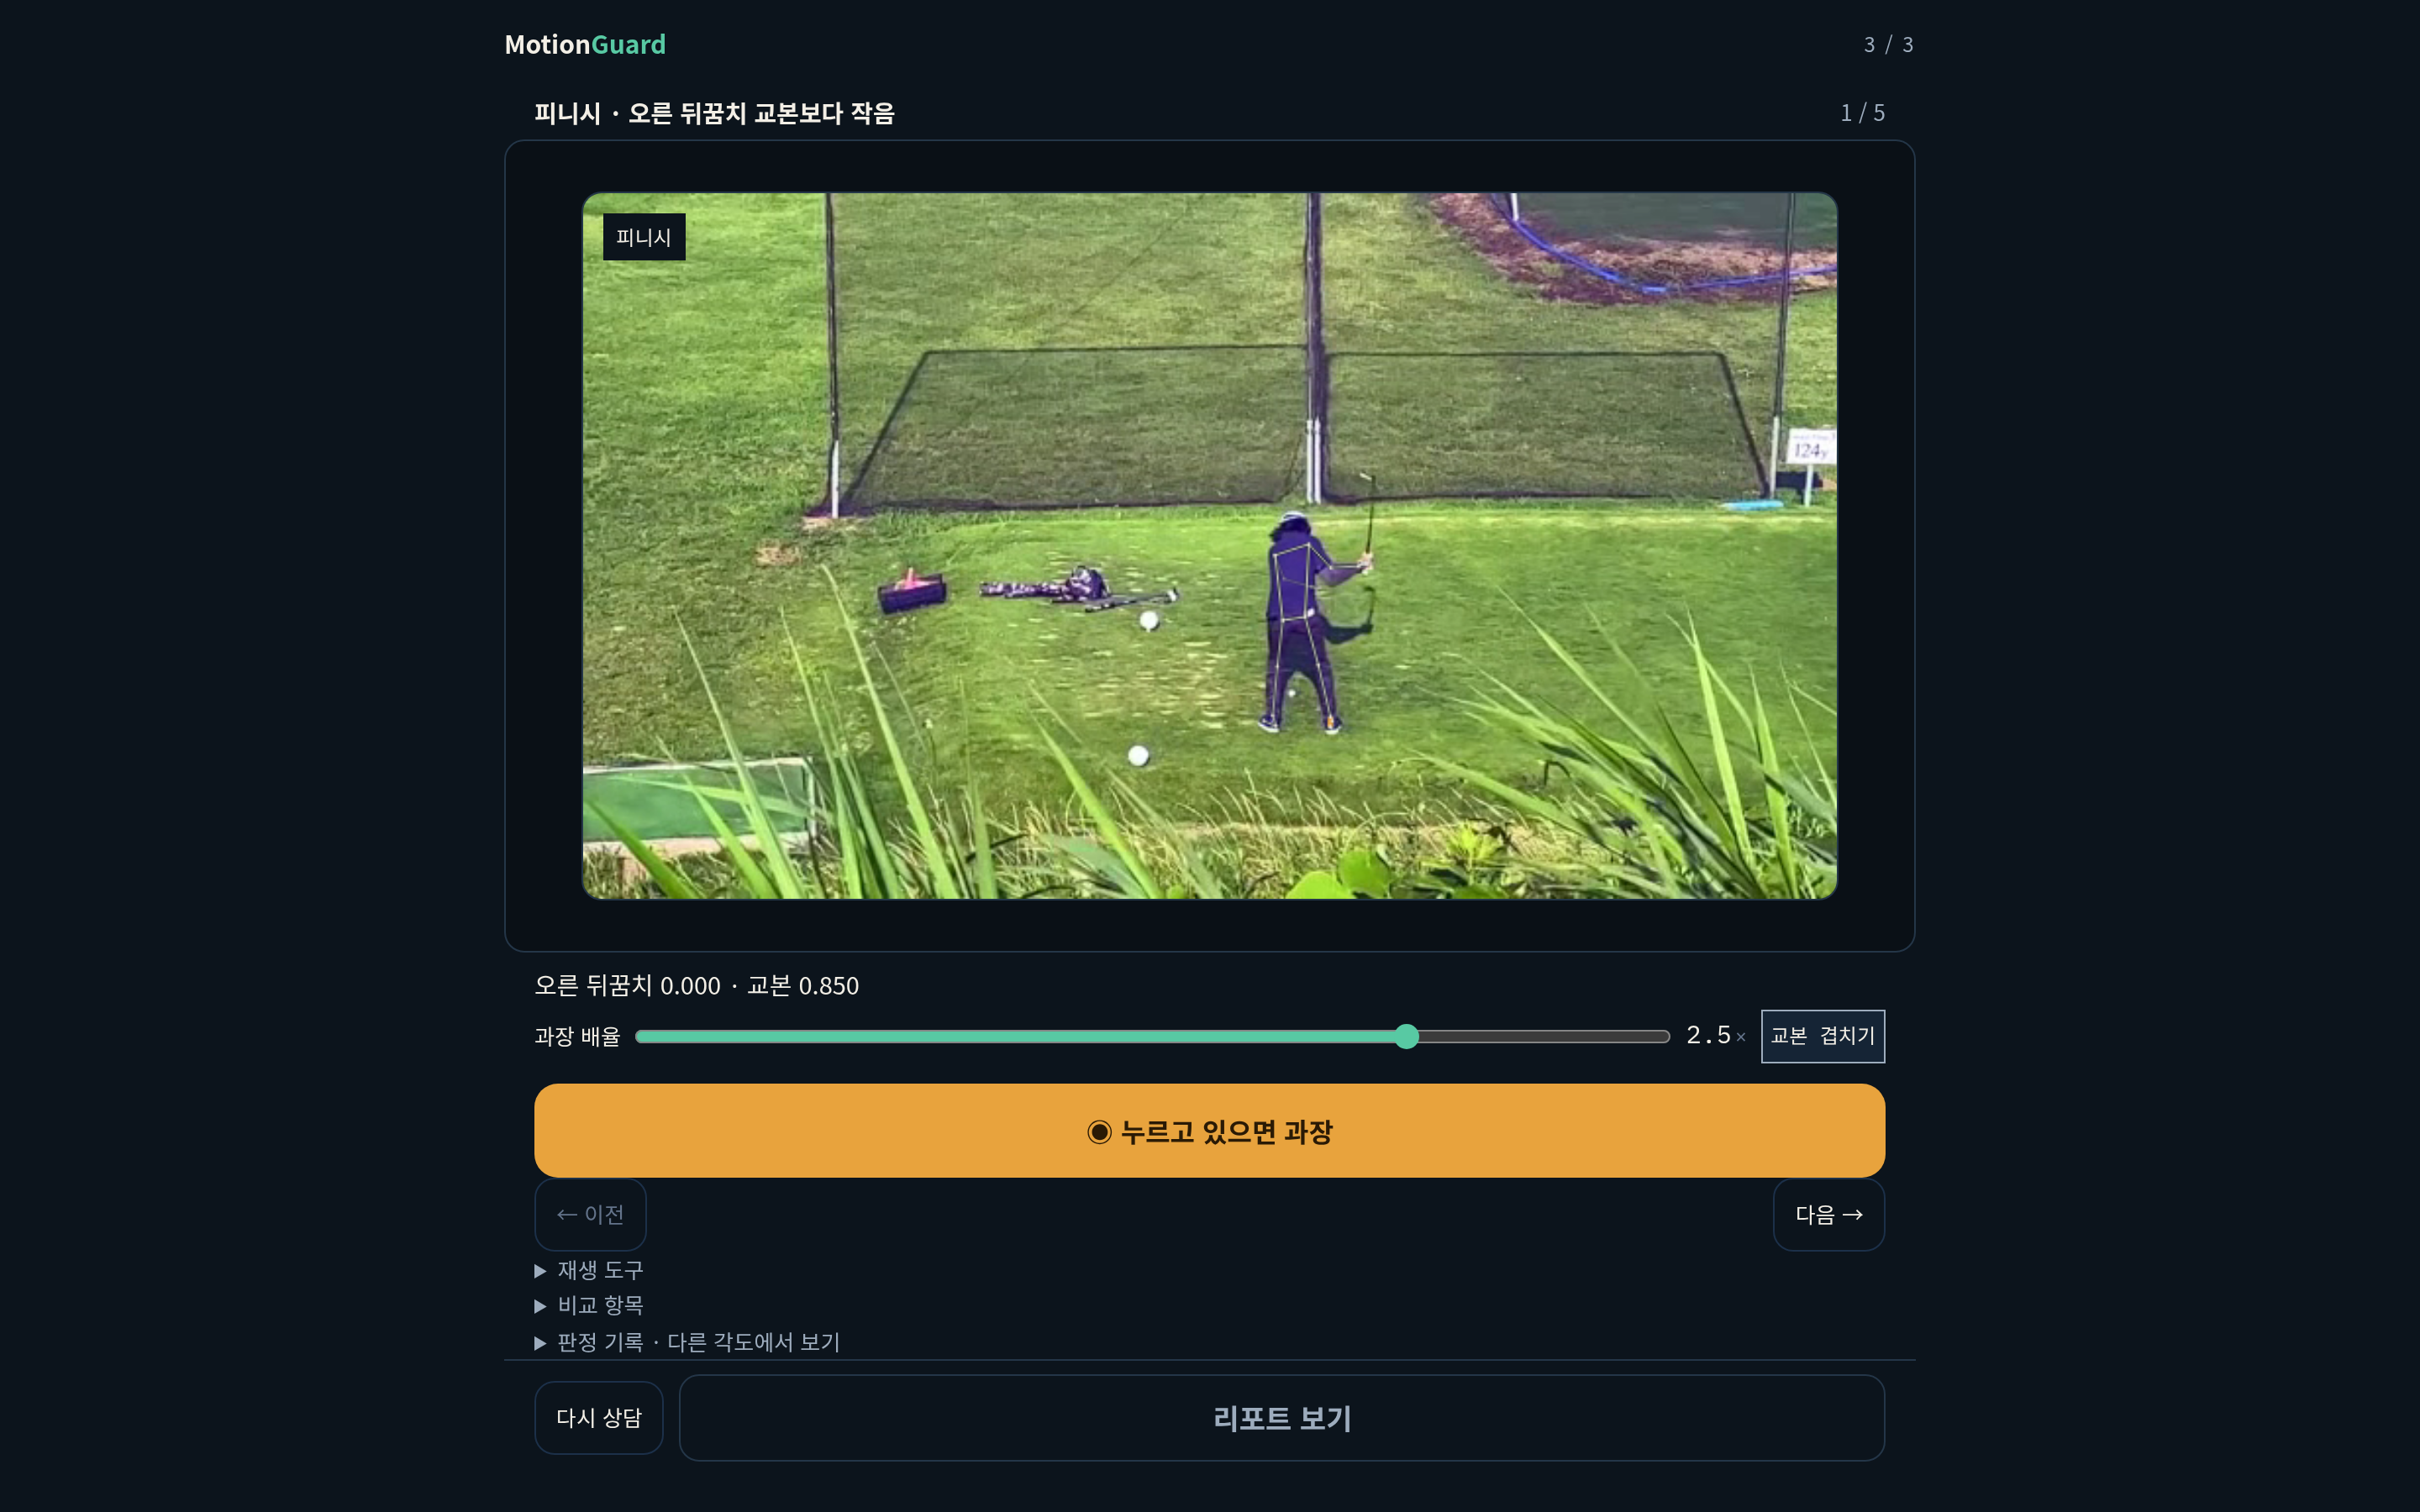 MotionGuard
3 / 3
피니시 · 오른 뒤꿈치 교본보다 작음
1 / 5
피니시
124y
오른 뒤꿈치 0.000 · 교본 0.850
과장 배율
2.5×
교본 겹치기
◉ 누르고 있으면 과장
← 이전
다음 →
▶ 재생 도구
▶ 비교 항목
▶ 판정 기록 · 다른 각도에서 보기
다시 상담
리포트 보기